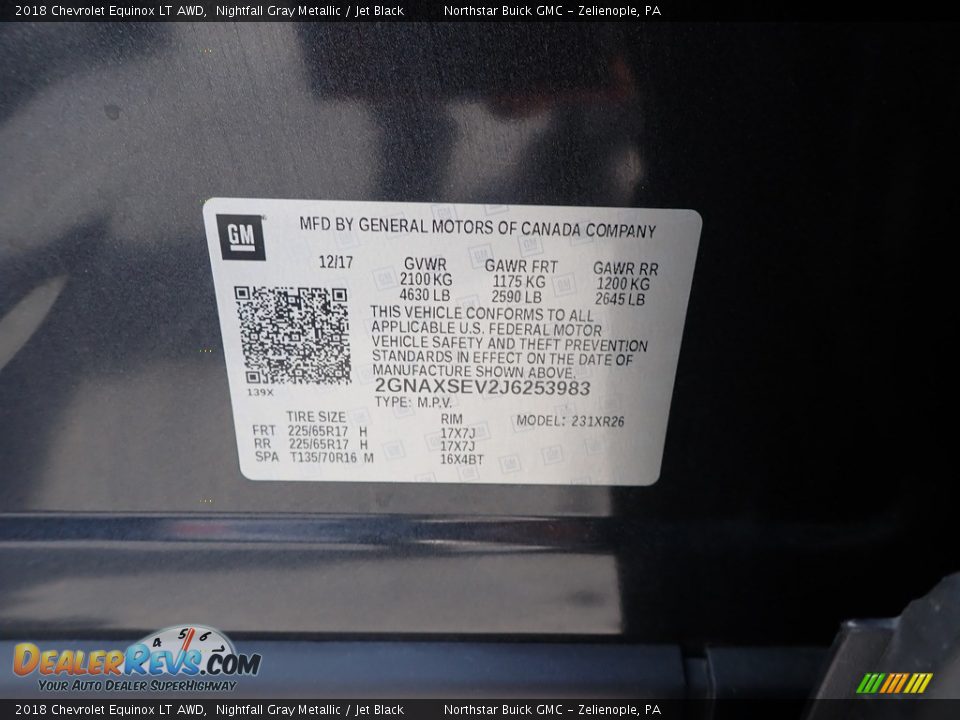 2018 Chevrolet Equinox LT AWD, Nightfall Gray Metallic / Jet Black Northstar Buick GMC - Zelienople, PA
GM
MFD BY GENERAL MOTORS OF CANADA COMPANY
12/17 GVWR GAWR FRT GAWR RR
2100 KG 1175 KG 1200 KG
4630 LB 2590 LB 2645 LB
THIS VEHICLE CONFORMS TO ALL
APPLICABLE U.S. FEDERAL MOTOR
VEHICLE SAFETY AND THEFT PREVENTION
STANDARDS IN EFFECT ON THE DATE OF
MANUFACTURE SHOWN ABOVE.
139X
2GNAXSEV2J6253983
TYPE: M.P.V.
TIRE SIZE RIM MODEL: 231XR26
FRT 225/65R17 H 17X7J
RR 225/65R17 H 17X7J
SPA T135/70R16 M 16X4BT
4 5 6
DealerRevs.com
Your Auto Dealer SuperHighway
2018 Chevrolet Equinox LT AWD, Nightfall Gray Metallic / Jet Black Northstar Buick GMC - Zelienople, PA